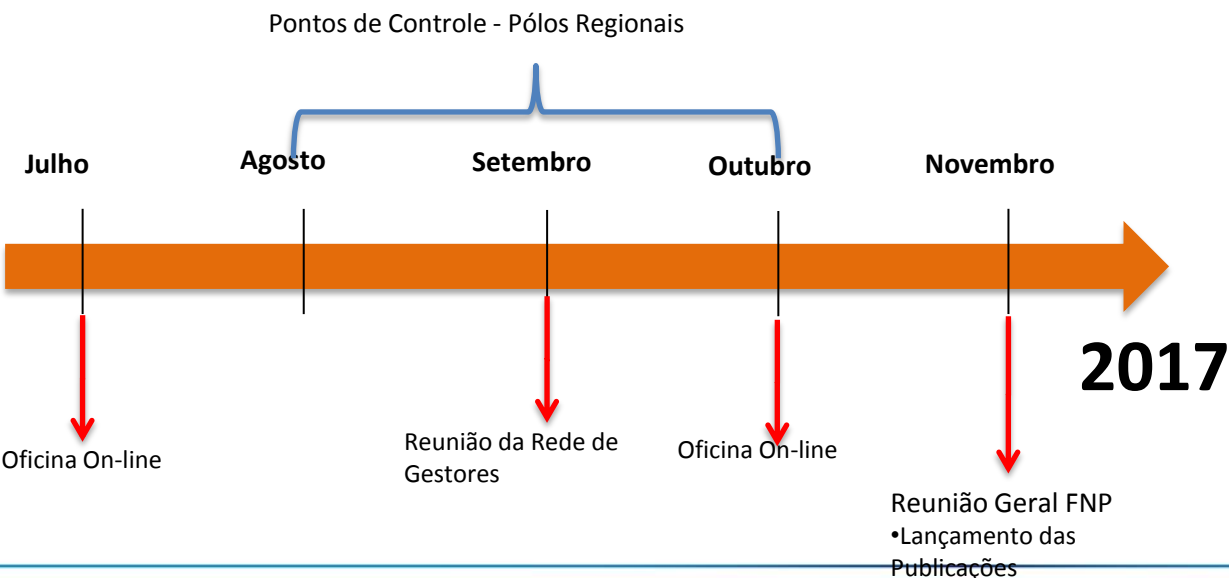 Pontos de Controle - Pólos Regionais
Julho
Agosto
Setembro
Outubro
Novembro
2017
Oficina On-line
Reunião da Rede de
Gestores
Oficina On-line
Reunião Geral FNP
•Lançamento das
Publicações